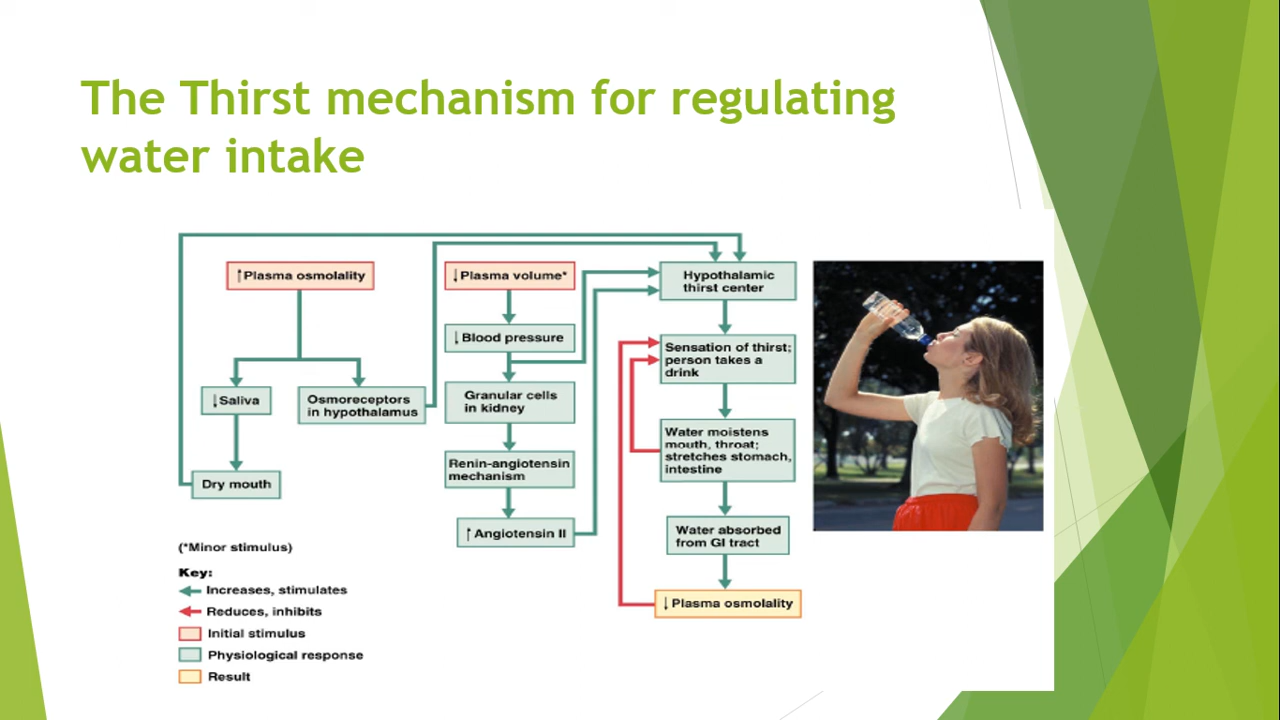 The Thirst mechanism for regulating
water intake
↑Plasma osmolality
↓Saliva
Osmoreceptors
in hypothalamus
Dry mouth
↓Plasma volume*
↓Blood pressure
Granular cells
in kidney
Renin-angiotensin
mechanism
↑Angiotensin II
Hypothalamic
thirst center
Sensation of thirst;
person takes a
drink
Water moistens
mouth, throat;
stretches stomach,
intestine
Water absorbed
from GI tract
↓Plasma osmolality
(*Minor stimulus)
Key:
Increases, stimulates
Reduces, inhibits
Initial stimulus
Physiological response
Result